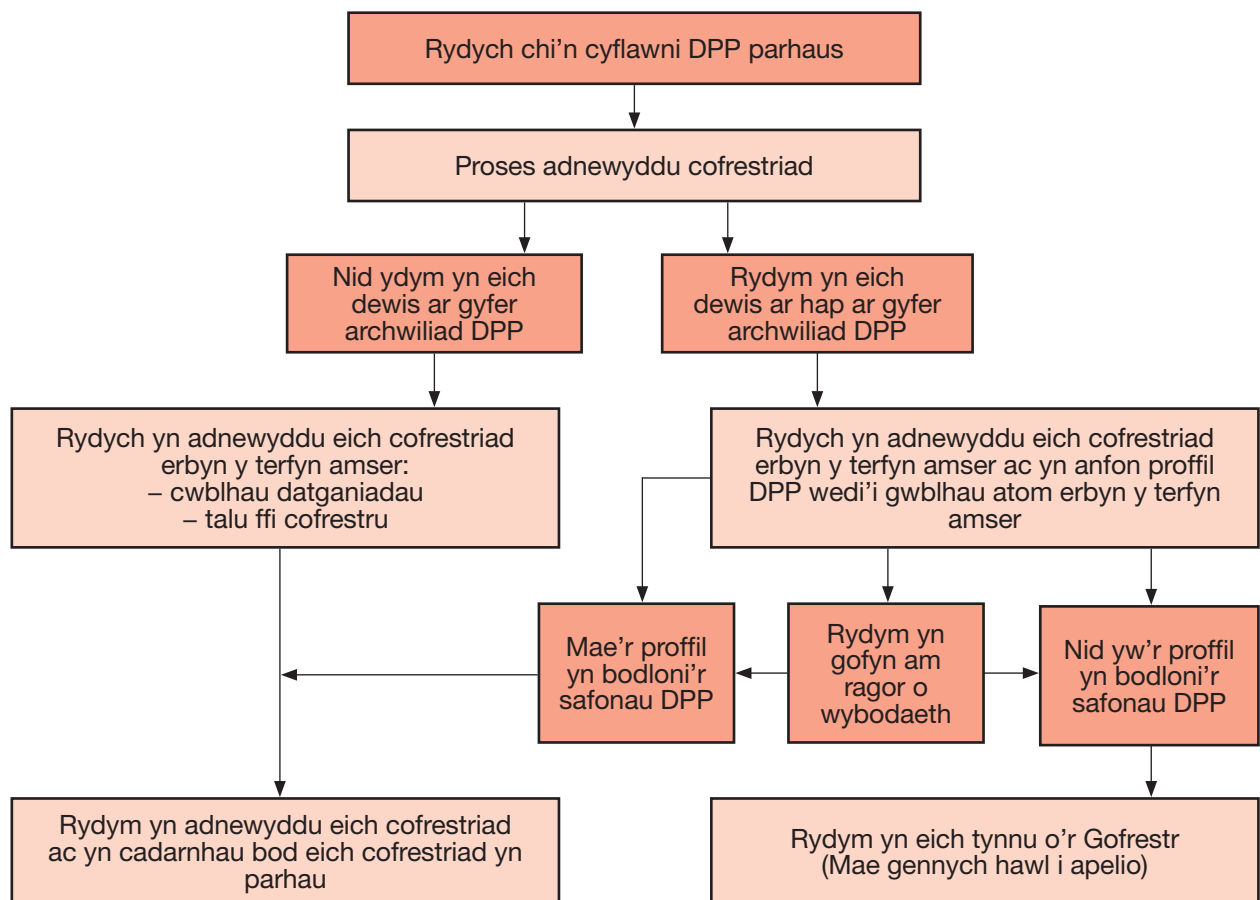 Rydych chi’n cyflawni DPP parhaus
Proses adnewyddu cofrestriad
Nid ydym yn eich
dewis ar gyfer
archwiliad DPP
Rydym yn eich
dewis ar hap ar gyfer
archwiliad DPP
Rydych yn adnewyddu eich cofrestriad
erbyn y terfyn amser:
– cwblhau datganiadau
– talu ffi cofrestru
Rydych yn adnewyddu eich cofrestriad
erbyn y terfyn amser ac yn anfon proffil
DPP wedi’i gwblhau atom erbyn y terfyn
amser
Mae’r proffil
yn bodloni’r
safonau DPP
Rydym yn
gofyn am
ragor o
wybodaeth
Nid yw’r proffil
yn bodloni’r
safonau DPP
Rydym yn adnewyddu eich cofrestriad
ac yn cadarnhau bod eich cofrestriad yn
parhau
Rydym yn eich tynnu o’r Gofrestr
(Mae gennych hawl i apelio)